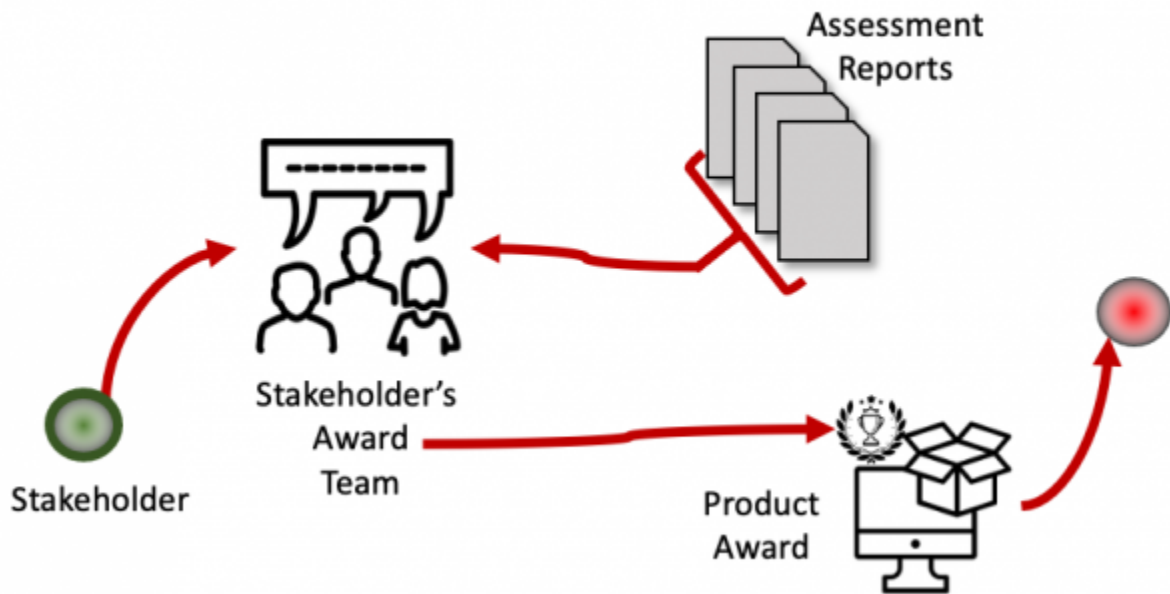 Assessment
Reports
Stakeholder’s
Award
Team
Stakeholder
Product
Award